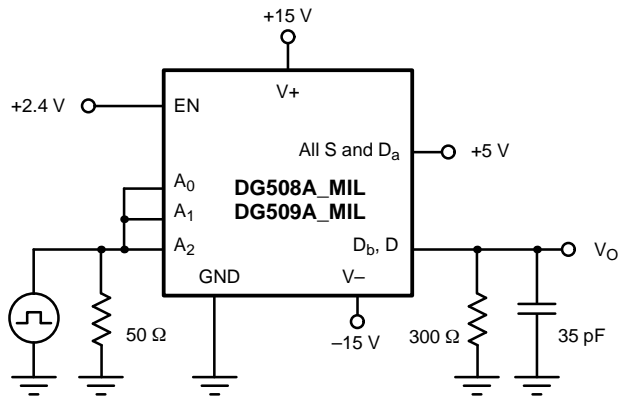 +15 V
V+
+2.4 V
EN
All S and Da
+5 V
A0
DG508A_MIL
A1
DG509A_MIL
A2
Db, D
VO
GND
V–
50 Ω
–15 V
300 Ω
35 pF